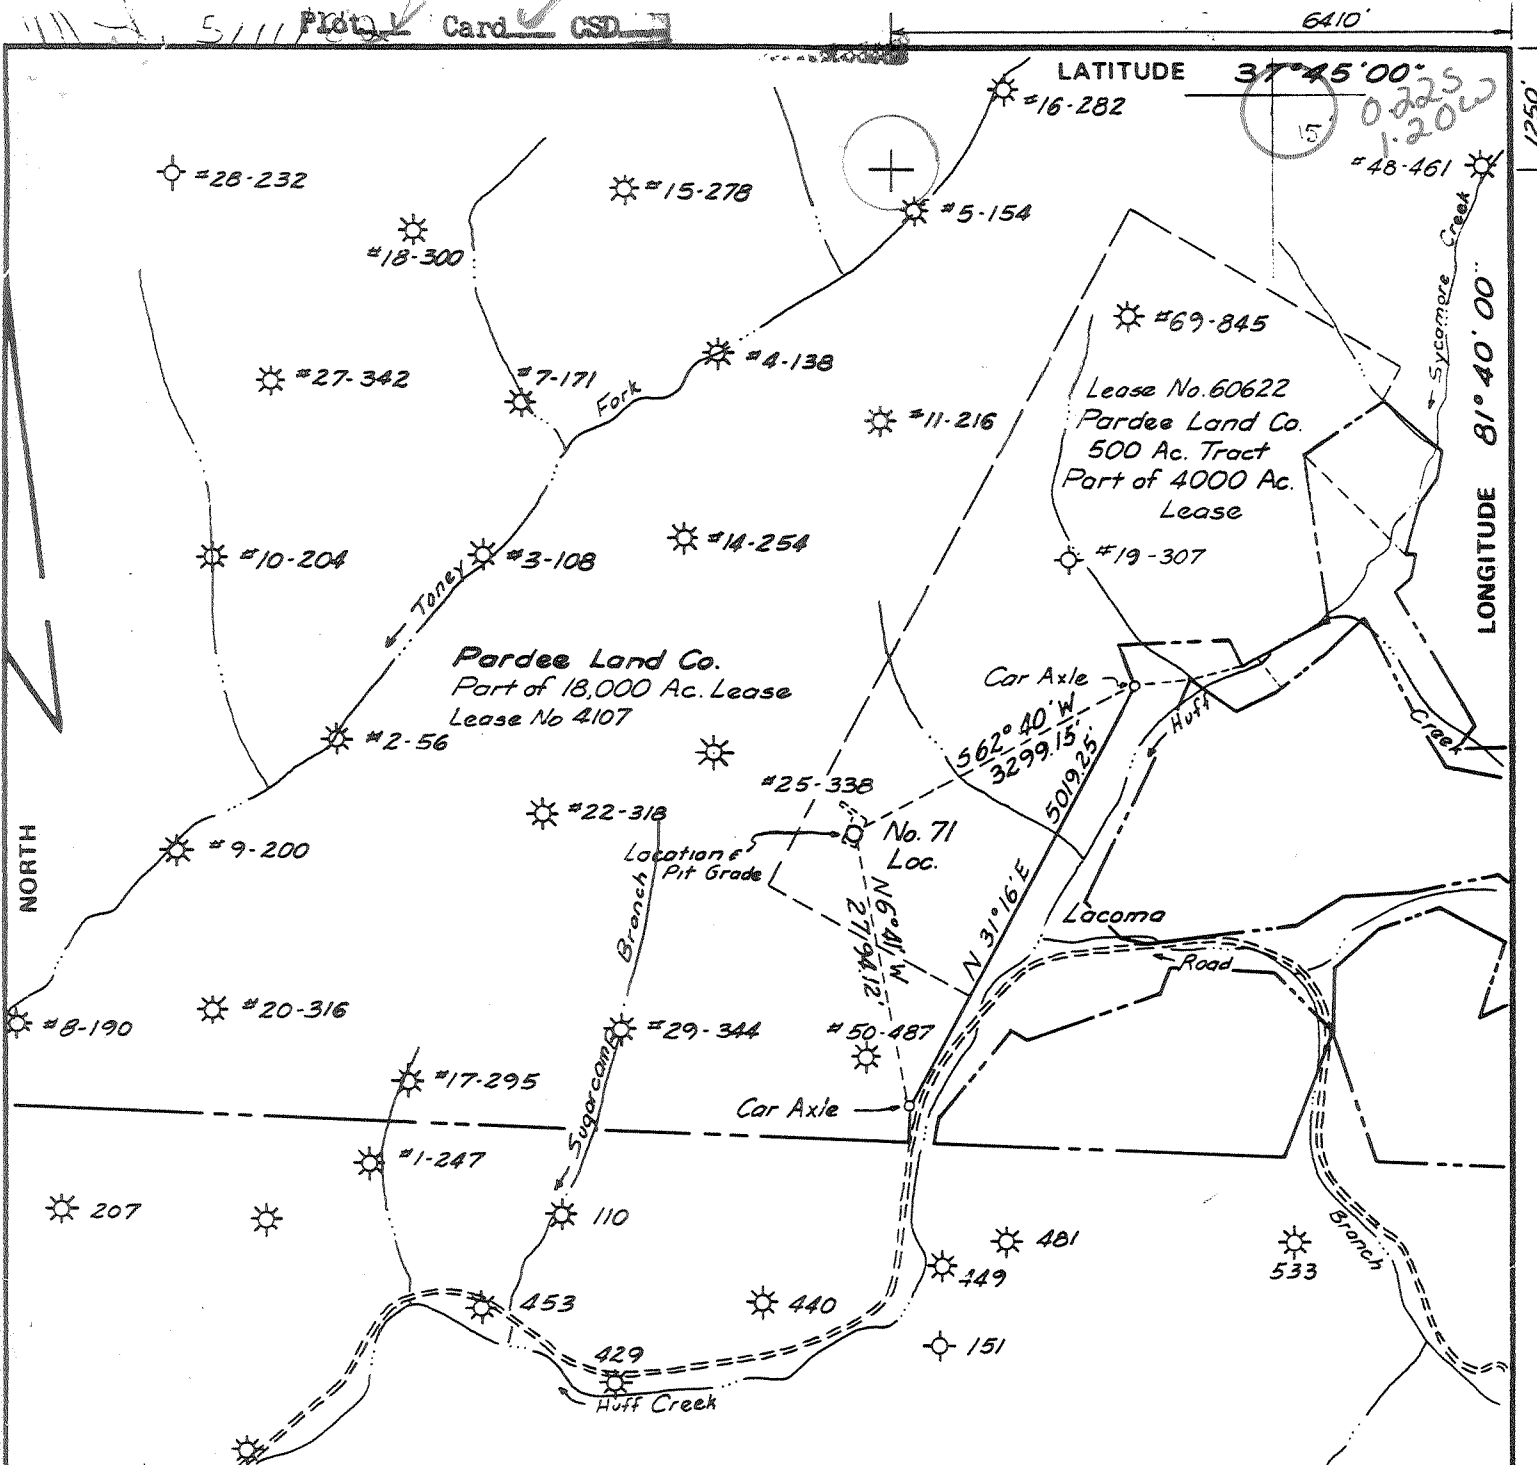 Plot Card CSD
6410'
LATITUDE 37°45'00"
1250'
0.22S
1.20W
15'
#16-282
#48-461
#28-232
#15-278
#5-154
#18-300
Sycamore Creek
#69-845
#27-342
#7-171
#4-138
Fork
#11-216
Lease No. 60622
Pardee Land Co.
500 Ac. Tract
Part of 4000 Ac.
Lease
LONGITUDE 81°40'00"
#10-204
#3-108
#14-254
#19-307
Toney
Pardee Land Co.
Part of 18,000 Ac. Lease
Lease No 4107
Car Axle
S62°40'W
3299.15'
Huff
Creek
#2-56
#25-338
5019.25'
#22-318
No. 71
Loc.
Location &
Pit Grade
NORTH
#9-200
Branch
N6°41'W
2794.12'
N 31°16'E
Lacoma
Road
#8-190
#20-316
#29-344
#50-487
#17-295
Sugarcamp
Car Axle
#1-247
207
110
481
449
533
Branch
453
440
151
429
Huff Creek